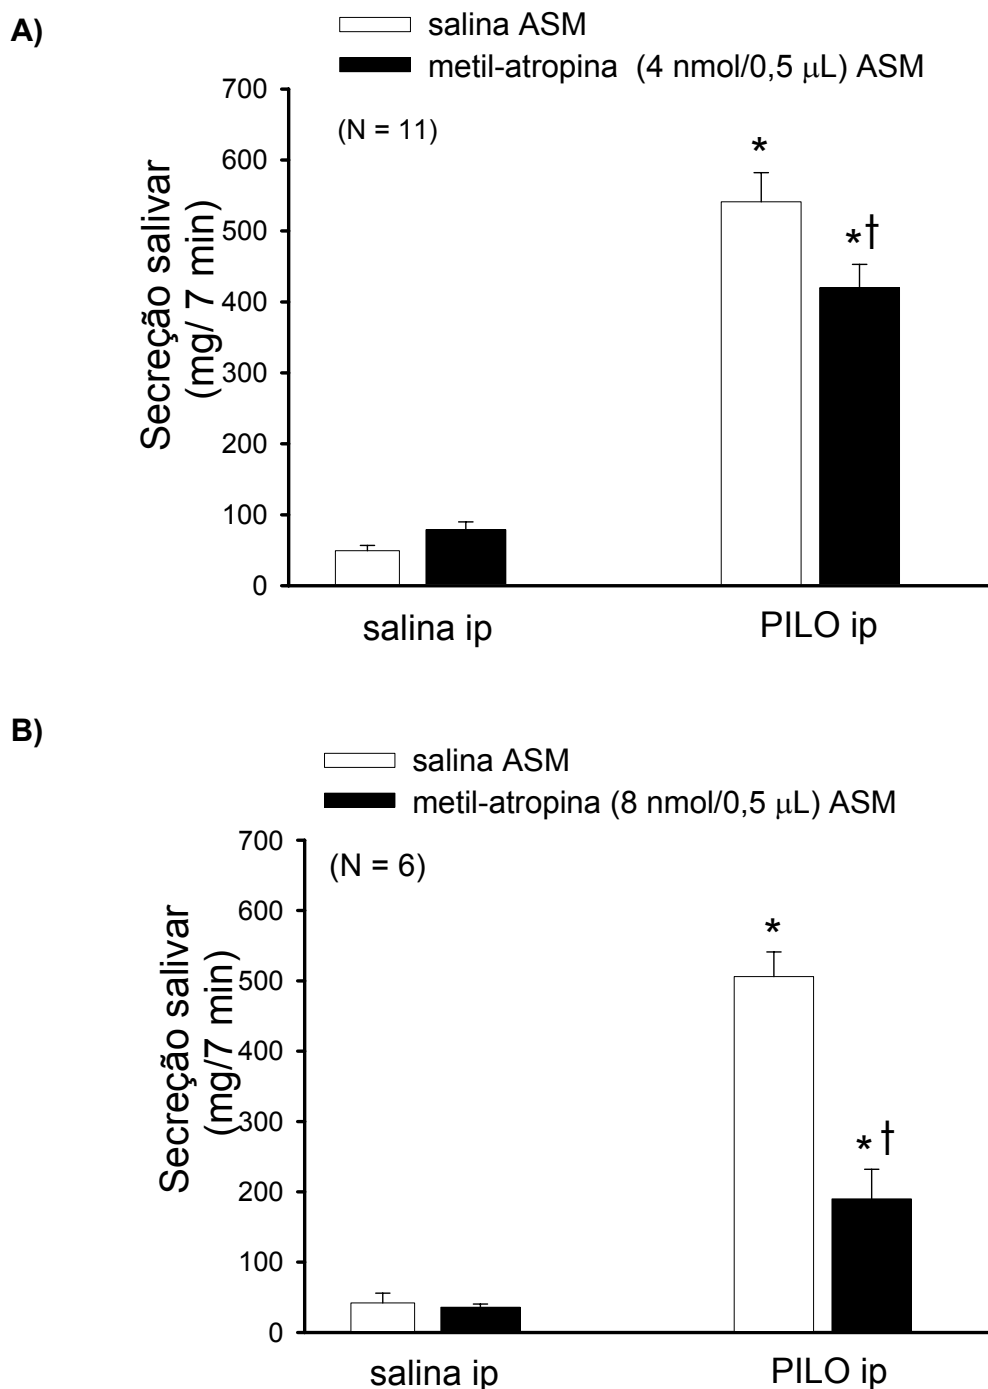 A)
salina ASM
metil-atropina (4 nmol/0,5 μL) ASM
700
(N = 11)
600
500
400
300
200
100
0
Secreção salivar
(mg/ 7 min)
*
*†
salina ip
PILO ip
B)
salina ASM
metil-atropina (8 nmol/0,5 μL) ASM
700
(N = 6)
600
500
400
300
200
100
0
Secreção salivar
(mg/7 min)
*
*†
salina ip
PILO ip